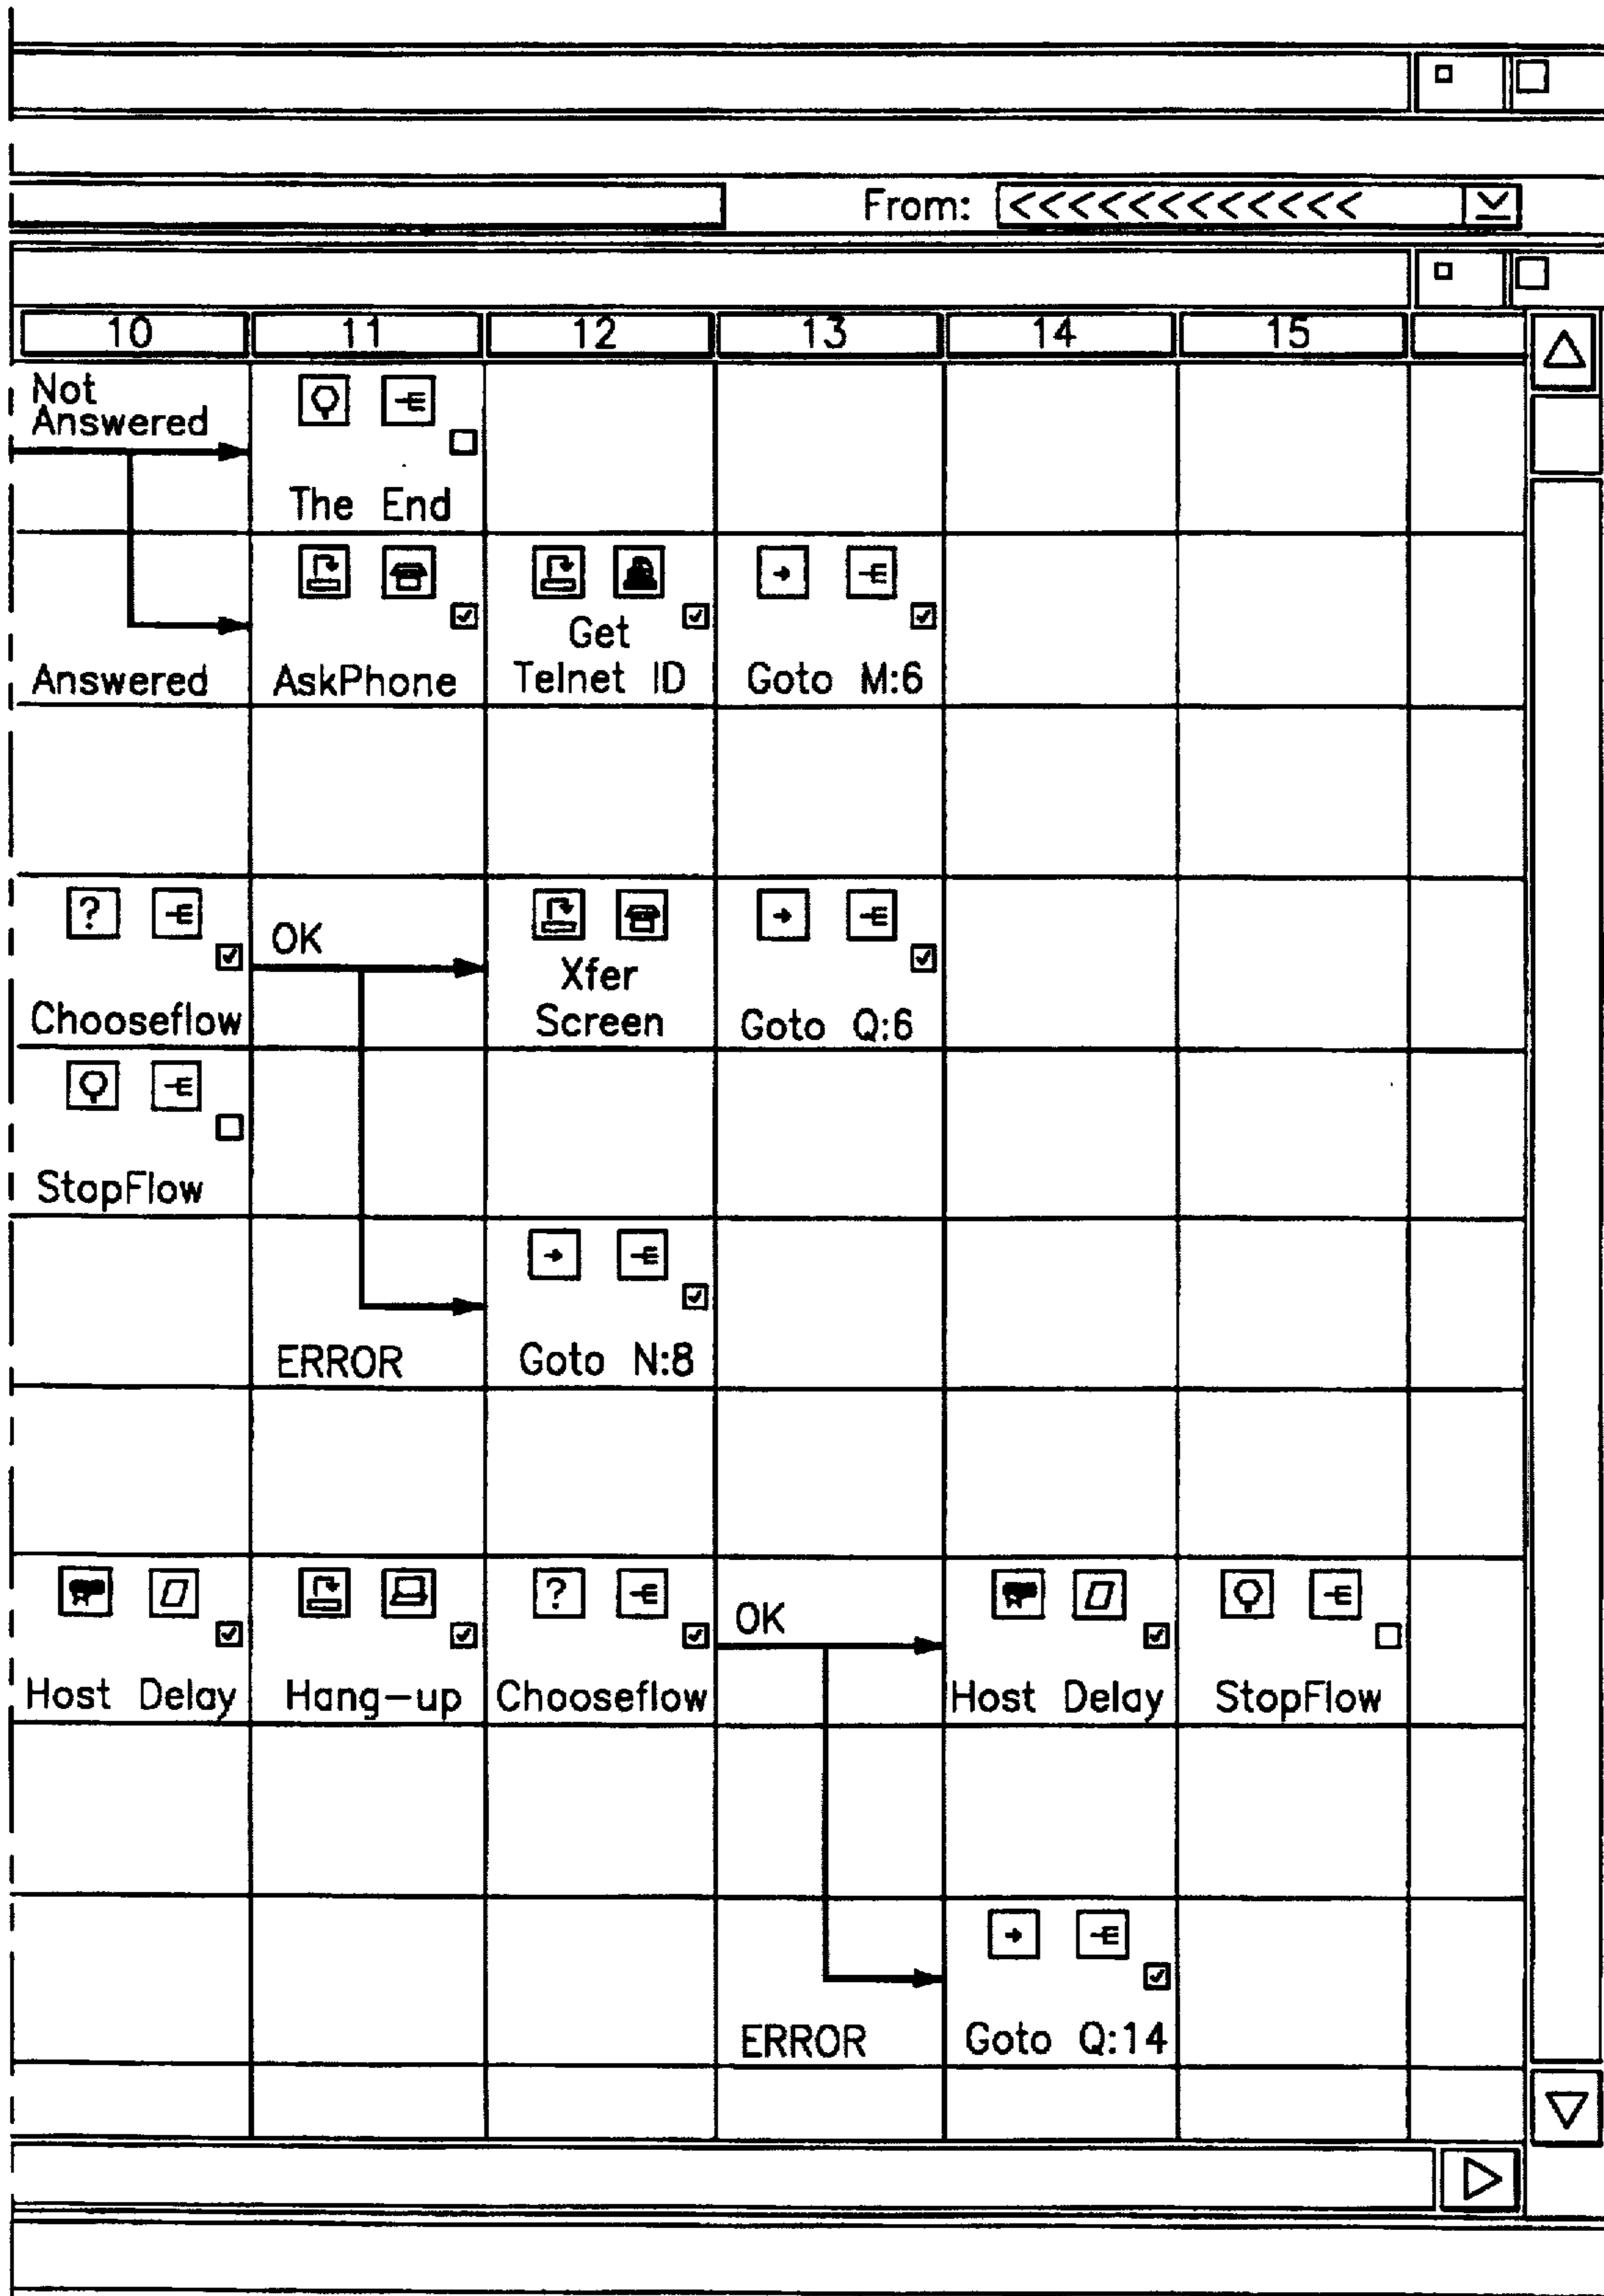 From: <<<<<<<<<<<<
10 11 12 13 14 15
Not
Answered
The End
Get
Answered AskPhone Telnet ID Goto M:6
? OK
Xfer
Chooseflow Screen Goto Q:6
StopFlow
ERROR Goto N:8
? OK
Host Delay Hang-up Chooseflow Host Delay StopFlow
ERROR Goto Q:14